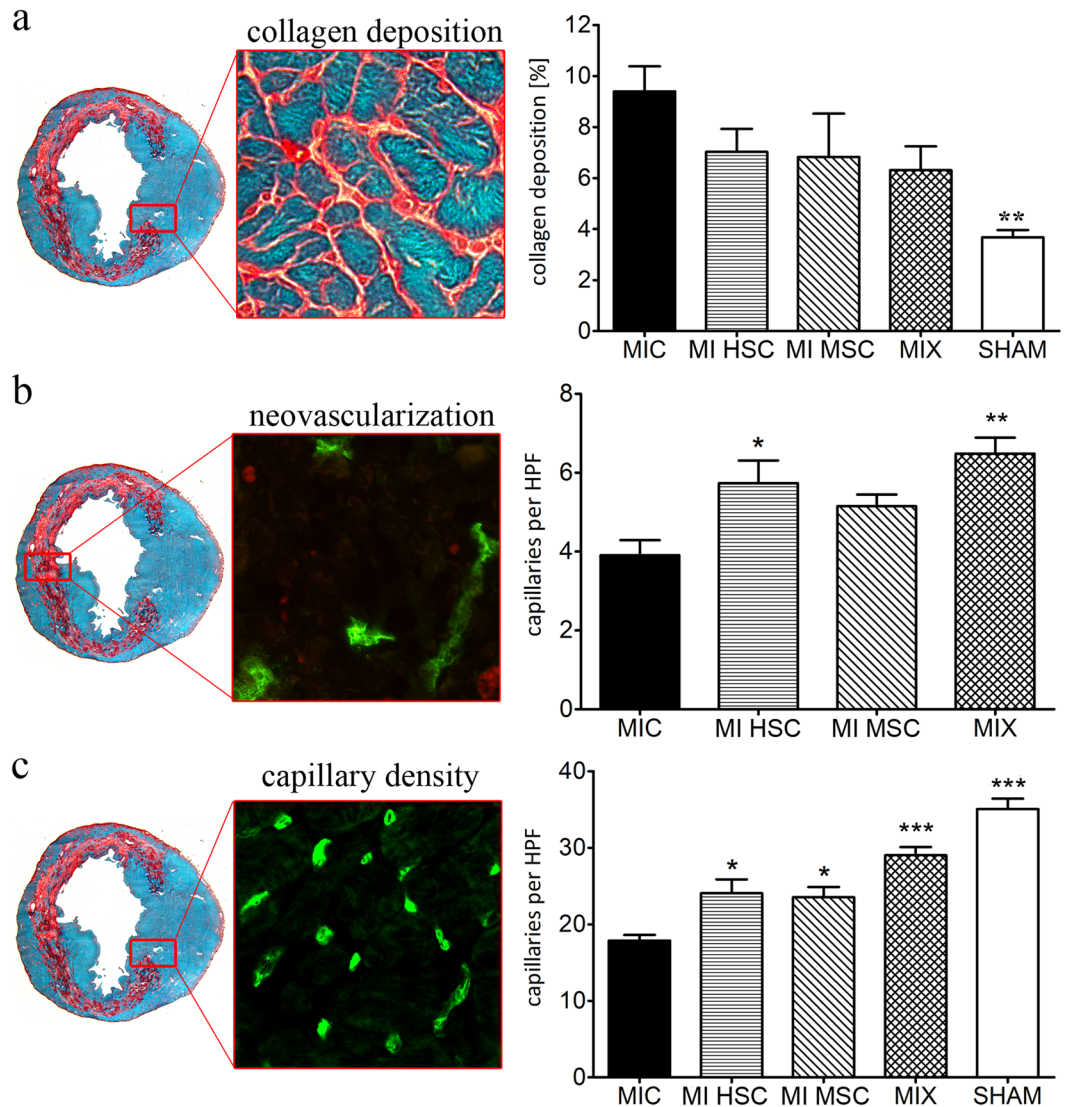 a
collagen deposition
collagen deposition [%]
12
10
8
6
4
2
0
**
MIC MI HSC MI MSC MIX SHAM
b
neovascularization
capillaries per HPF
8
6
4
2
0
* **
MIC MI HSC MI MSC MIX
c
capillary density
capillaries per HPF
40
30
20
10
0
* * *** ***
MIC MI HSC MI MSC MIX SHAM